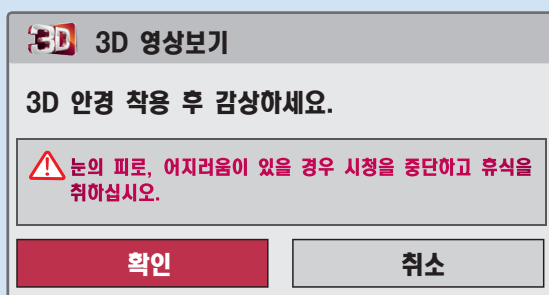 3D 3D 영상보기
3D 안경 착용 후 감상하세요.
눈의 피로, 어지러움이 있을 경우 시청을 중단하고 휴식을
취하십시오.
확인 취소